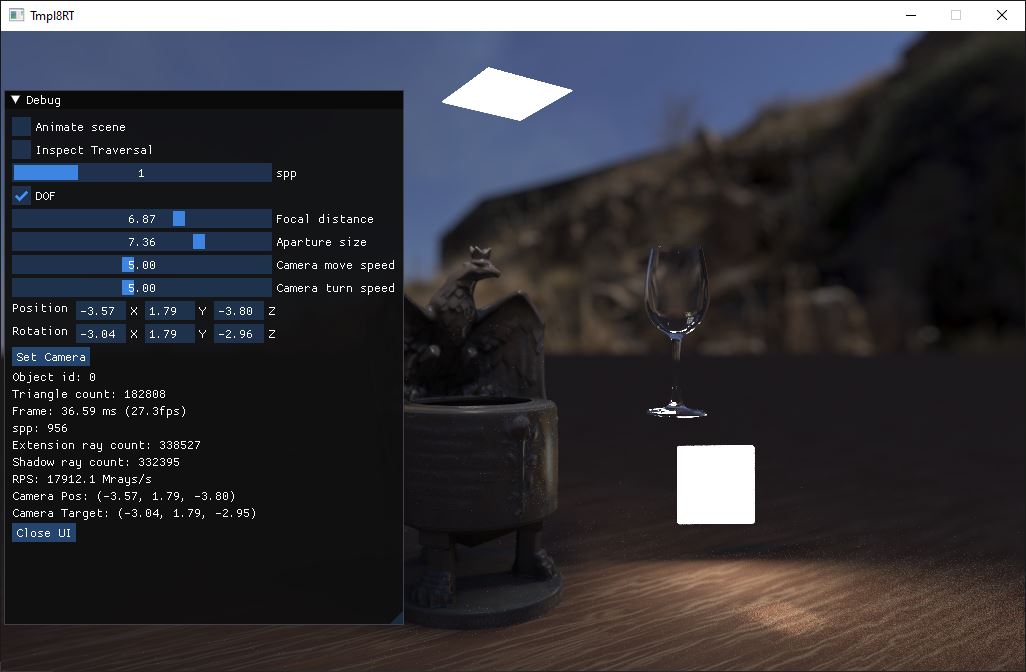 Tmpl8RT
Debug
Animate scene
Inspect Traversal
1 spp
DOF
6.87 Focal distance
7.36 Aparture size
5.00 Camera move speed
5.00 Camera turn speed
Position -3.57 X 1.79 Y -3.80 Z
Rotation -3.04 X 1.79 Y -2.96 Z
Set Camera
Object id: 0
Triangle count: 182808
Frame: 36.59 ms (27.3fps)
spp: 956
Extension ray count: 338527
Shadow ray count: 332395
RPS: 17912.1 Mrays/s
Camera Pos: (-3.57, 1.79, -3.80)
Camera Target: (-3.04, 1.79, -2.95)
Close UI